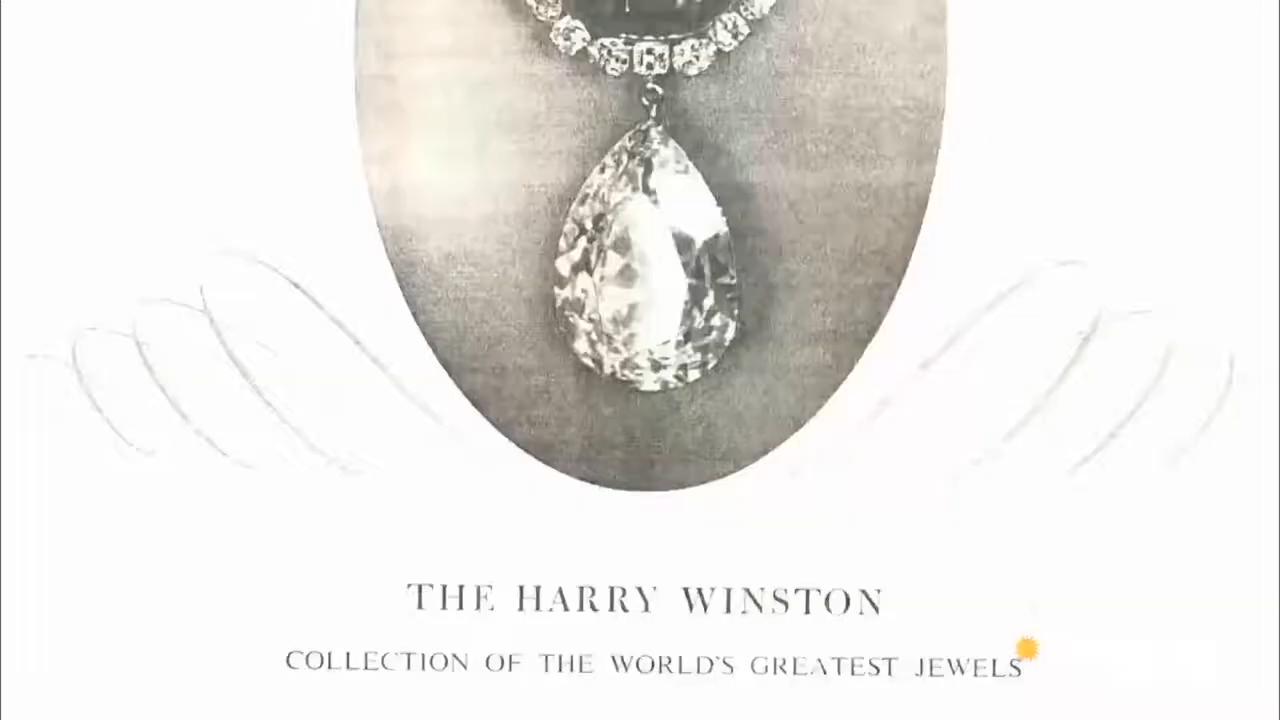 THE HARRY WINSTON
COLLECTION OF THE WORLD'S GREATEST JEWELS